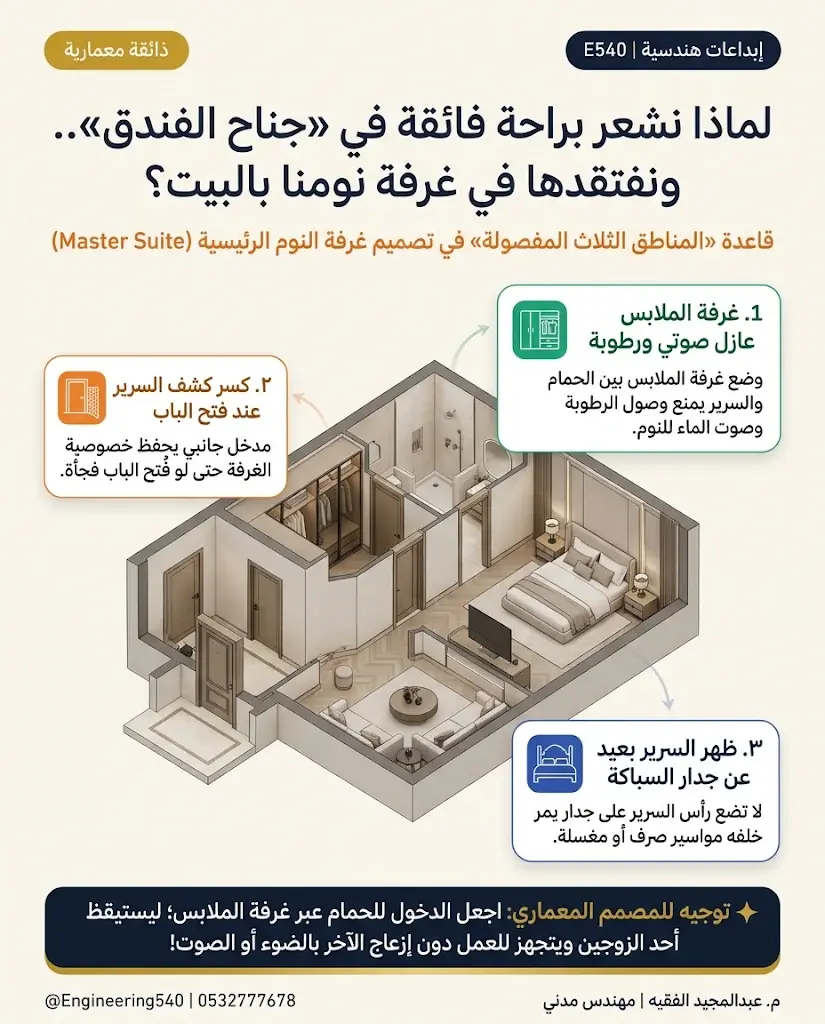 إبداعات هندسية | E540
ذائقة معمارية
لماذا نشعر براحة فائقة في «جناح الفندق»..
ونفتقدها في غرفة نومنا بالبيت؟
قاعدة «المناطق الثلاث المفصولة» في تصميم غرفة النوم الرئيسية (Master Suite)
1. غرفة الملابس
عازل صوتي ورطوبة
وضع غرفة الملابس بين الحمام
والسرير يمنع وصول الرطوبة
وصوت الماء للنوم.
٢. كسر كشف السرير
عند فتح الباب
مدخل جانبي يحفظ خصوصية
الغرفة حتى لو فُتح الباب فجأة.
٣. ظهر السرير بعيد
عن جدار السباكة
لا تضع رأس السرير على جدار يمر
خلفه مواسير صرف أو مغسلة.
توجيه للمصمم المعماري: اجعل الدخول للحمام عبر غرفة الملابس؛ ليستيقظ
أحد الزوجين ويتجهز للعمل دون إزعاج الآخر بالضوء أو الصوت!
م. عبدالمجيد الفقيه | مهندس مدني
@Engineering540 | 0532777678